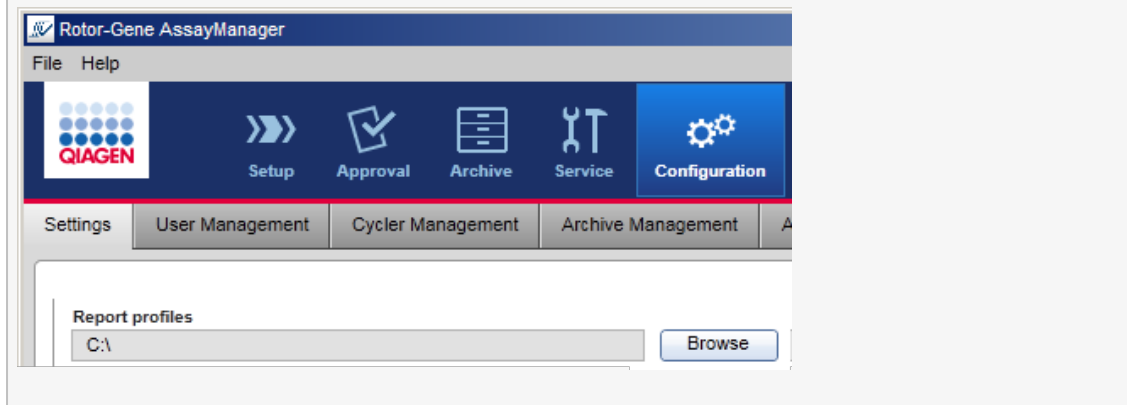 Rotor-Gene AssayManager
File Help
QIAGEN
Setup Approval Archive Service Configuration
Settings User Management Cycler Management Archive Management A
Report profiles
C:\ Browse